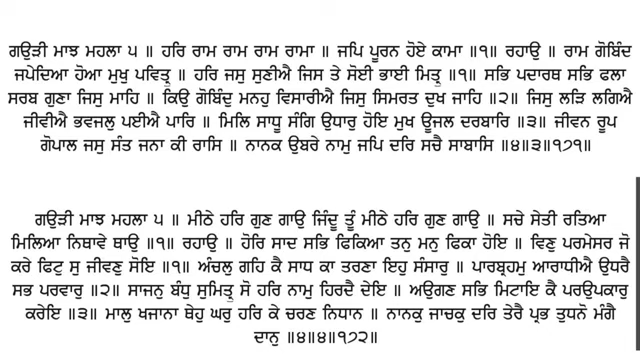 ਗਉੜੀ ਮਾਝ ਮਹਲਾ ੫ ॥ ਹਰਿ ਰਾਮ ਰਾਮ ਰਾਮ ਰਾਮਾ ॥ ਜਪਿ ਪੂਰਨ ਹੋਏ ਕਾਮਾ ॥੧॥ ਰਹਾਉ ॥ ਰਾਮ ਗੋਬਿੰਦ
ਜਪੇਦਿਆ ਹੋਆ ਮੁਖੁ ਪਵਿਤ੍ਰੁ ॥ ਹਰਿ ਜਸੁ ਸੁਣੀਐ ਜਿਸ ਤੇ ਸੋਈ ਭਾਈ ਮਿਤ੍ਰੁ ॥੧॥ ਸਭਿ ਪਦਾਰਥ ਸਭਿ ਫਲਾ
ਸਰਬ ਗੁਣਾ ਜਿਸੁ ਮਾਹਿ ॥ ਕਿਉ ਗੋਬਿੰਦੁ ਮਨਹੁ ਵਿਸਾਰੀਐ ਜਿਸੁ ਸਿਮਰਤ ਦੁਖ ਜਾਹਿ ॥੨॥ ਜਿਸੁ ਲੜਿ ਲਗਿਐ
ਜੀਵੀਐ ਭਵਜਲੁ ਪਈਐ ਪਾਰਿ ॥ ਮਿਲਿ ਸਾਧੂ ਸੰਗਿ ਉਧਾਰੁ ਹੋਇ ਮੁਖ ਊਜਲ ਦਰਬਾਰਿ ॥੩॥ ਜੀਵਨ ਰੂਪ
ਗੋਪਾਲ ਜਸੁ ਸੰਤ ਜਨਾ ਕੀ ਰਾਸਿ ॥ ਨਾਨਕ ਉਬਰੇ ਨਾਮੁ ਜਪਿ ਦਰਿ ਸਚੈ ਸਾਬਾਸਿ ॥੪॥੩॥੧੭੧॥
ਗਉੜੀ ਮਾਝ ਮਹਲਾ ੫ ॥ ਮੀਠੇ ਹਰਿ ਗੁਣ ਗਾਉ ਜਿੰਦੂ ਤੂੰ ਮੀਠੇ ਹਰਿ ਗੁਣ ਗਾਉ ॥ ਸਚੇ ਸੇਤੀ ਰਤਿਆ
ਮਿਲਿਆ ਨਿਥਾਵੇ ਥਾਉ ॥੧॥ ਰਹਾਉ ॥ ਹੋਰਿ ਸਾਦ ਸਭਿ ਫਿਕਿਆ ਤਨੁ ਮਨੁ ਫਿਕਾ ਹੋਇ ॥ ਵਿਣੁ ਪਰਮੇਸਰ ਜੋ
ਕਰੇ ਫਿਟੁ ਸੁ ਜੀਵਣੁ ਸੋਇ ॥੧॥ ਅੰਚਲੁ ਗਹਿ ਕੈ ਸਾਧ ਕਾ ਤਰਣਾ ਇਹੁ ਸੰਸਾਰੁ ॥ ਪਾਰਬ੍ਰਹਮੁ ਆਰਾਧੀਐ ਉਧਰੈ
ਸਭ ਪਰਵਾਰੁ ॥੨॥ ਸਾਜਨੁ ਬੰਧੁ ਸੁਮਿਤ੍ਰੁ ਸੋ ਹਰਿ ਨਾਮੁ ਹਿਰਦੈ ਦੇਇ ॥ ਅਉਗਣ ਸਭਿ ਮਿਟਾਇ ਕੈ ਪਰਉਪਕਾਰੁ
ਕਰੇਇ ॥੩॥ ਮਾਲੁ ਖਜਾਨਾ ਥੇਹੁ ਘਰੁ ਹਰਿ ਕੇ ਚਰਣ ਨਿਧਾਨ ॥ ਨਾਨਕੁ ਜਾਚਕੁ ਦਰਿ ਤੇਰੈ ਪ੍ਰਭ ਤੁਧਨੋ ਮੰਗੈ
ਦਾਨੁ ॥੪॥੪॥੧੭੨॥